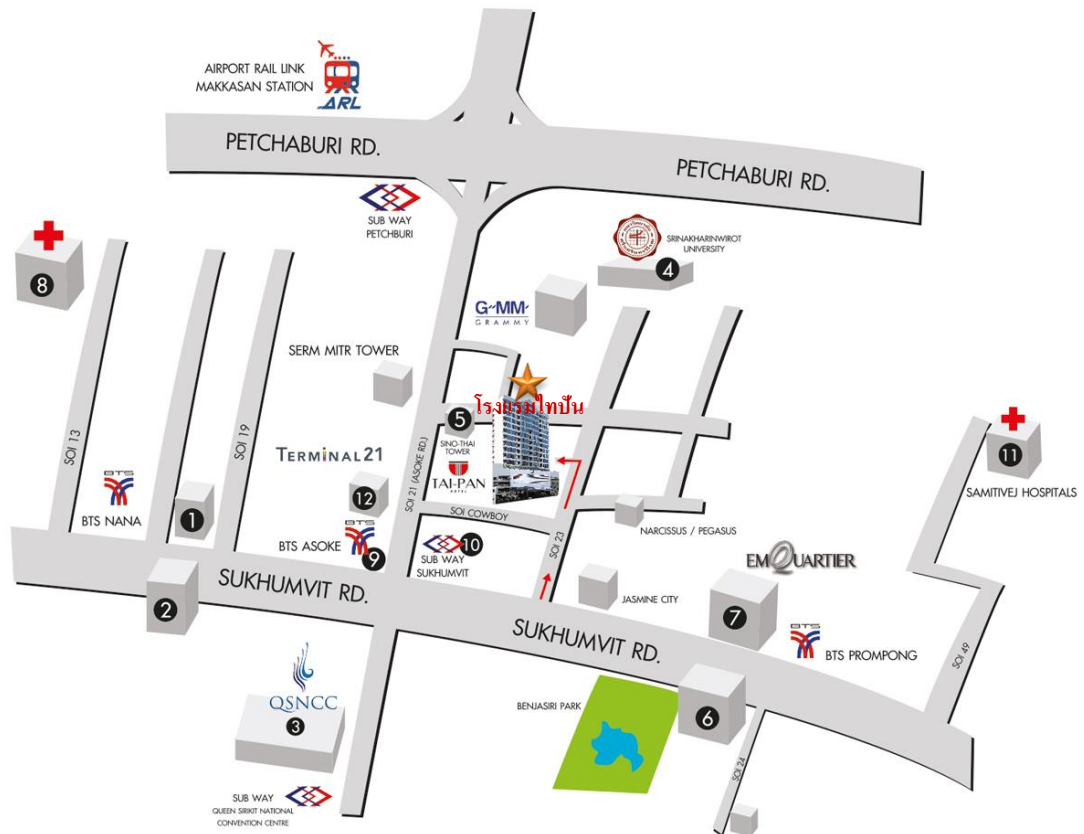 AIRPORT RAIL LINK
MAKKASAN STATION
ARL
PETCHABURI RD.
PETCHABURI RD.
SUB WAY
PETCHBURI
SRINAKHARINWIROT
UNIVERSITY
4
8
G"MM'
GRAMMY
SERM MITR TOWER
โรงแรมไทปัน
5
SINO-THAI
TOWER
TAI-PAN
HOTEL
SOI 13
SOI 19
SOI 21 (ASOKE RD.)
TERMINAL 21
12
11
SAMITIVEJ HOSPITALS
BTS
BTS NANA
1
SOI COWBOY
NARCISSUS / PEGASUS
BTS
BTS ASOKE
9
10
SUB WAY
SUKHUMVIT
SOI 23
EMQUARTIER
SUKHUMVIT RD.
JASMINE CITY
2
7
SUKHUMVIT RD.
BTS
BTS PROMPONG
SOI 49
QSNCC
3
BENJASIRI PARK
6
SOI 24
SUB WAY
QUEEN SIRIKIT NATIONAL
CONVENTION CENTRE